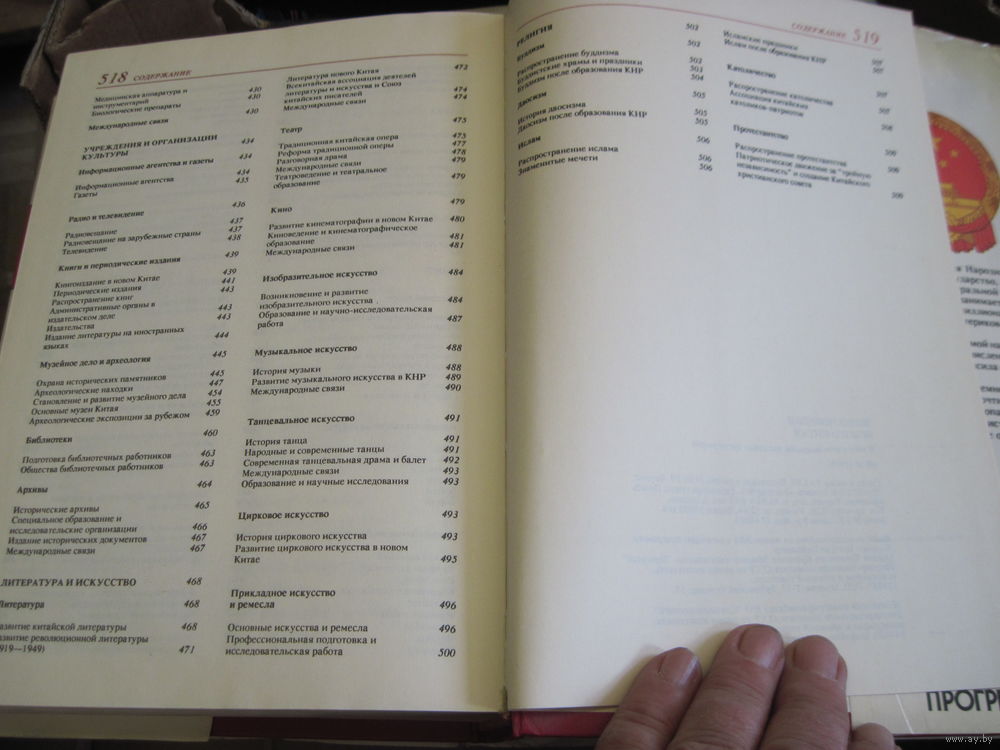 518 СОДЕРЖАНИЕ
Медицинская аппаратура и
инструментарий 430
Биологические препараты 430
Международные связи 430
УЧРЕЖДЕНИЯ И ОРГАНИЗАЦИИ
КУЛЬТУРЫ 434
Информационные агентства и газеты 434
Информационные агентства 434
Газеты 435
Радио и телевидение 436
Радиовещание 437
Радиовещание на зарубежные страны 437
Телевидение 438
Книги и периодические издания 439
Книгоиздание в новом Китае 439
Периодические издания 441
Распространение книг 443
Административные органы в
издательском деле 443
Издательства 443
Издание литературы на иностранных
языках 444
Музейное дело и археология 445
Охрана исторических памятников 445
Археологические находки 447
Становление и развитие музейного дела 454
Основные музеи Китая 455
Археологические экспозиции за рубежом 459
Библиотеки 460
Подготовка библиотечных работников 463
Общества библиотечных работников 463
Архивы 464
Исторические архивы 465
Специальное образование и
исследовательские организации 466
Издание исторических документов 467
Международные связи 467
ЛИТЕРАТУРА И ИСКУССТВО 468
Литература 468
развитие китайской литературы 468
развитие революционной литературы
919—1949) 471
Литература нового Китая 472
Всекитайская ассоциация деятелей
литературы и искусства и Союз
китайских писателей 474
Международные связи 474
Театр 475
Традиционная китайская опера 475
Реформа традиционной оперы 477
Разговорная драма 478
Международные связи 479
Театроведение и театральное
образование 479
Кино 479
Развитие кинематографии в новом Китае 480
Киноведение и кинематографическое
образование 481
Международные связи 481
Изобразительное искусство 484
Возникновение и развитие
изобразительного искусства 484
Образование и научно-исследовательская
работа 487
Музыкальное искусство 488
История музыки 488
Развитие музыкального искусства в КНР 489
Международные связи 490
Танцевальное искусство 491
История танца 491
Народные и современные танцы 491
Современная танцевальная драма и балет 492
Международные связи 493
Образование и научные исследования 493
Цирковое искусство 493
История циркового искусства 493
Развитие циркового искусства в новом
Китае 495
Прикладное искусство
и ремесла 496
Основные искусства и ремесла 496
Профессиональная подготовка и
исследовательская работа 500
СОДЕРЖАНИЕ 519
РЕЛИГИЯ 502
Буддизм 502
Распространение буддизма 502
Буддистские храмы и праздники 503
Буддизм после образования КНР 504
Даосизм 505
История даосизма 505
Даосизм после образования КНР 505
Ислам 506
Распространение ислама 506
Знаменитые мечети 506
Исламские праздники 507
Ислам после образования КНР 507
Католичество
Распространение католичества 507
Ассоциация китайских
католиков-патриотов 508
Протестантство
Распространение протестантства
Патриотическое движение за "тройную
независимость" и создание Китайского
христианского совета
ПРОГР
www.ay.by